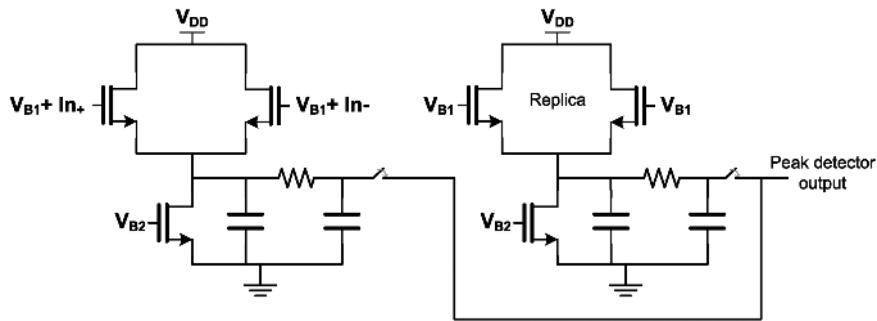 VDD
VDD
VB1+ In+
VB1+ In-
VB1
Replica
VB1
Peak detector
output
VB2
VB2